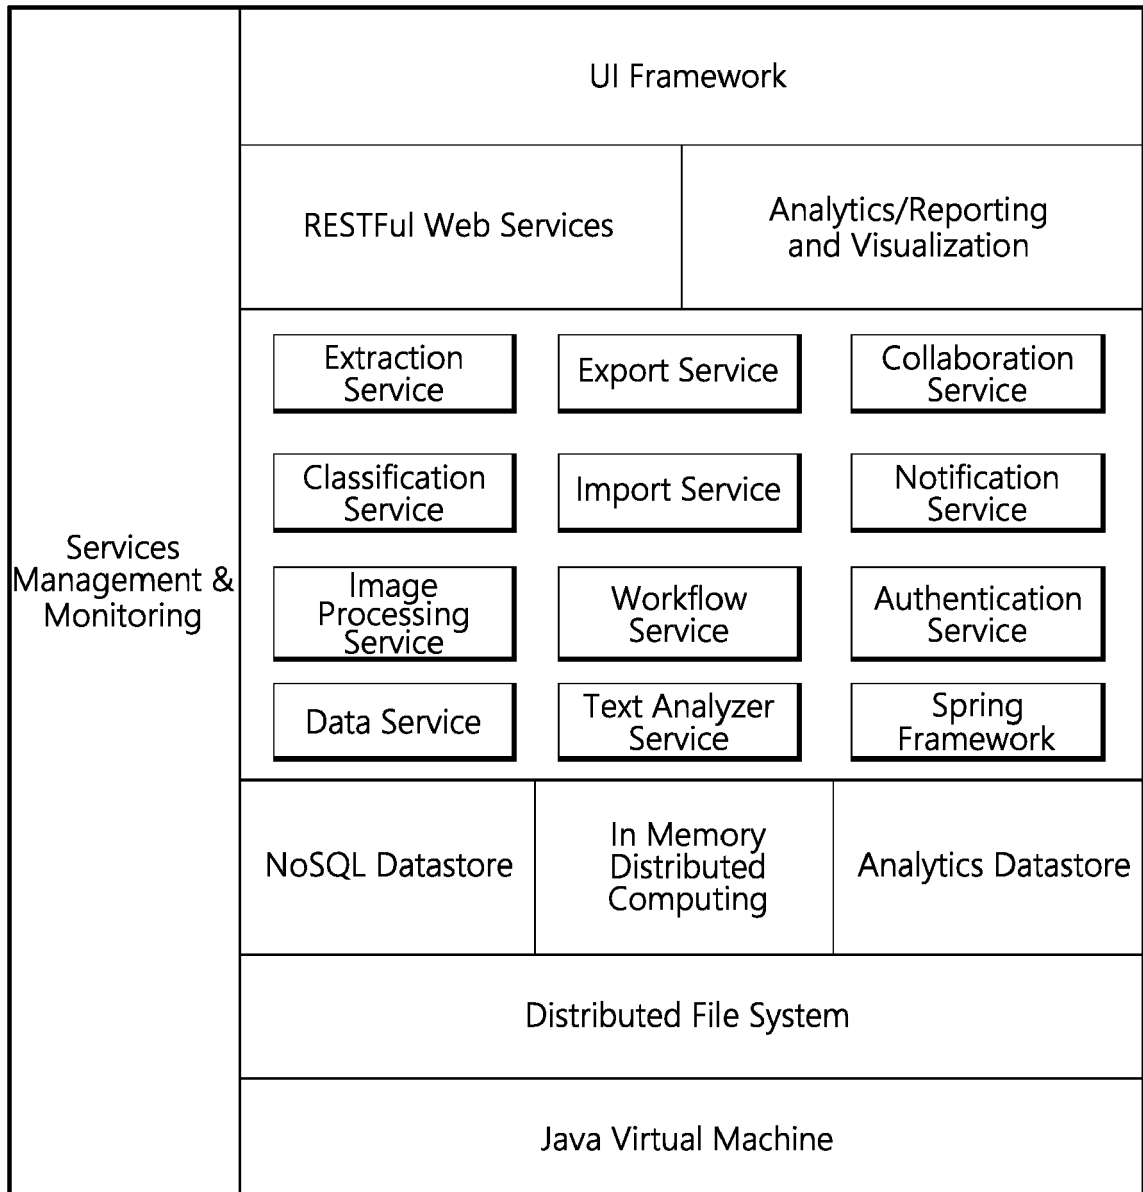 UI Framework
RESTFul Web Services
Analytics/Reporting
and Visualization
Extraction
Service
Export Service
Collaboration
Service
Classification
Service
Import Service
Notification
Service
Services
Management &
Monitoring
Image
Processing
Service
Workflow
Service
Authentication
Service
Data Service
Text Analyzer
Service
Spring
Framework
NoSQL Datastore
In Memory
Distributed
Computing
Analytics Datastore
Distributed File System
Java Virtual Machine